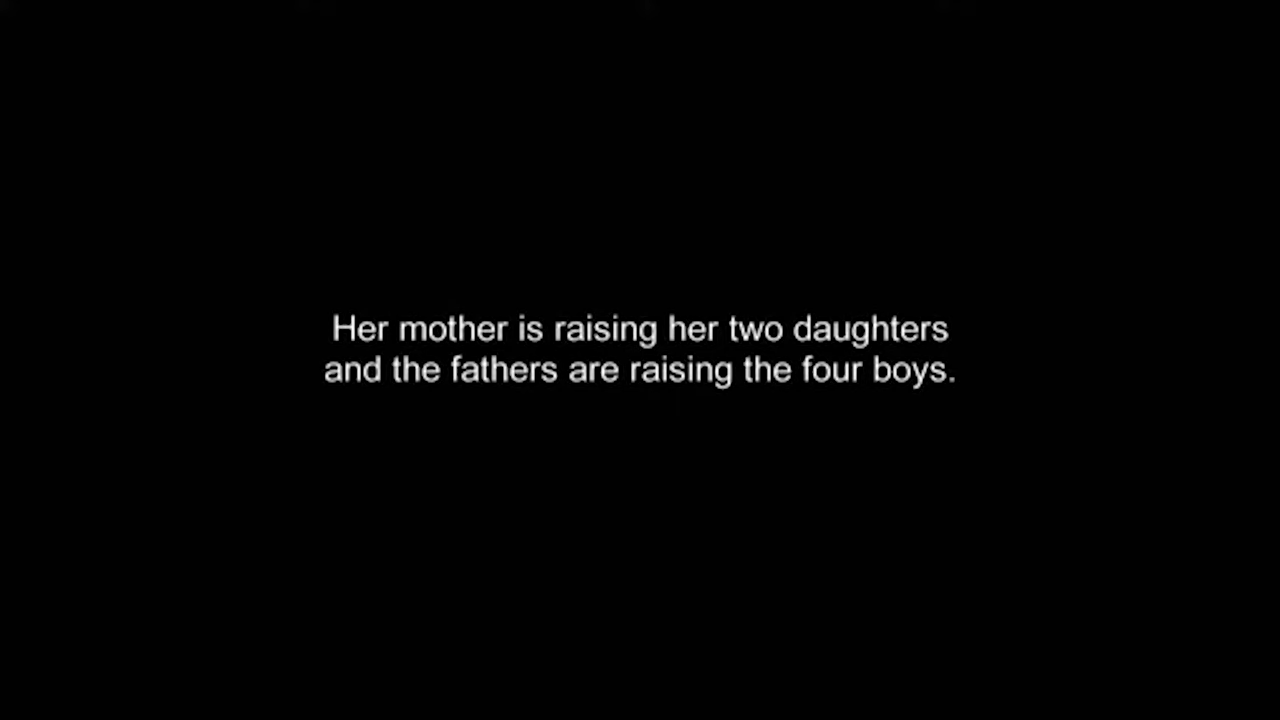 Her mother is raising her two daughters
and the fathers are raising the four boys.